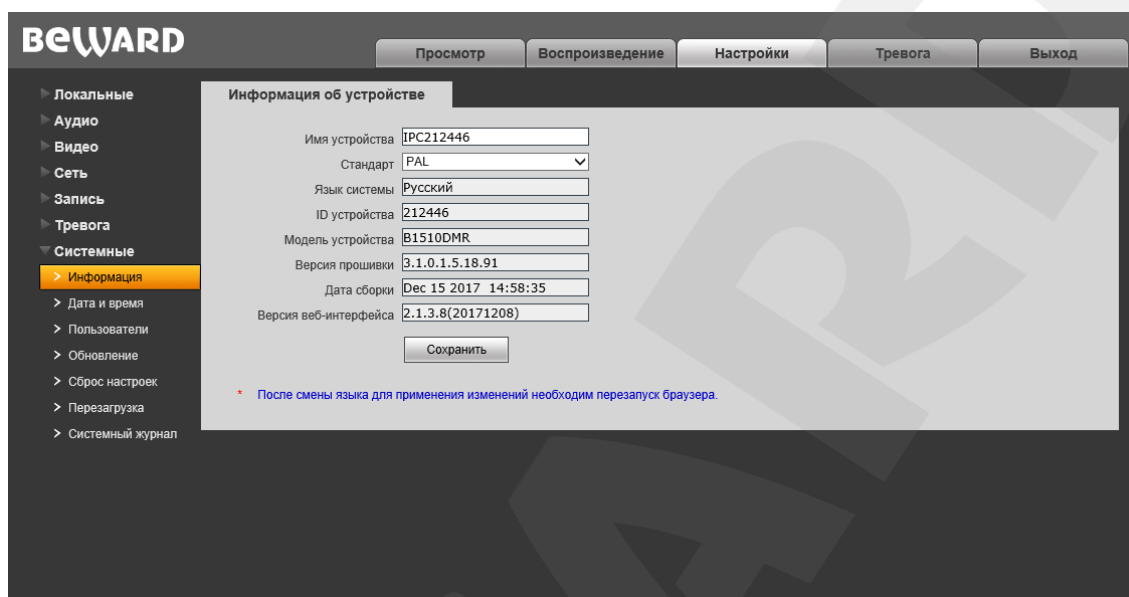 BEWARD
Просмотр
Воспроизведение
Настройки
Тревога
Выход
Локальные
Аудио
Видео
Сеть
Запись
Тревога
Системные
> Информация
> Дата и время
> Пользователи
> Обновление
> Сброс настроек
> Перезагрузка
> Системный журнал
Информация об устройстве
Имя устройства IPC212446
Стандарт PAL
Язык системы Русский
ID устройства 212446
Модель устройства B1510DMR
Версия прошивки 3.1.0.1.5.18.91
Дата сборки Dec 15 2017 14:58:35
Версия веб-интерфейса 2.1.3.8(20171208)
Сохранить
* После смены языка для применения изменений необходим перезапуск браузера.